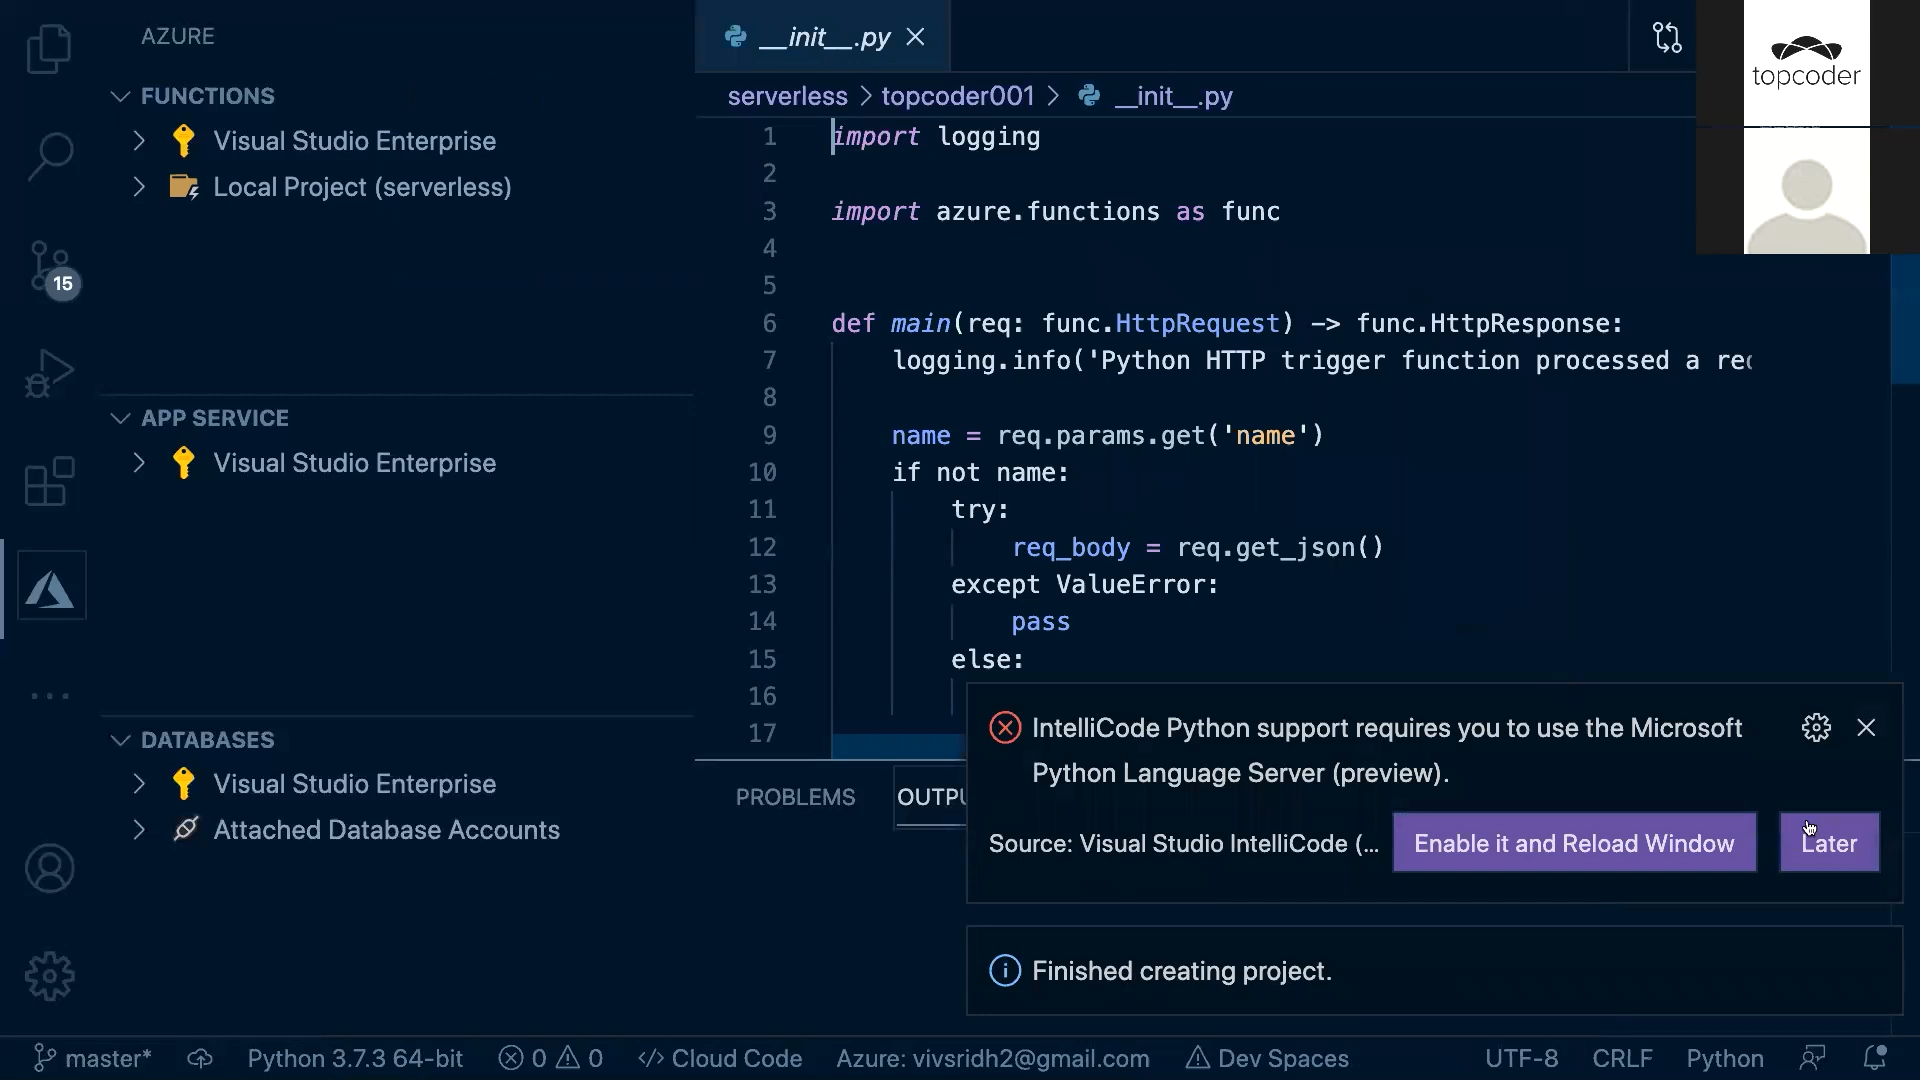 AZURE
FUNCTIONS
Visual Studio Enterprise
Local Project (serverless)
APP SERVICE
Visual Studio Enterprise
DATABASES
Visual Studio Enterprise
Attached Database Accounts
15
__init__.py
serverless > topcoder001 > __init__.py
1 import logging
2
3 import azure.functions as func
4
5
6 def main(req: func.HttpRequest) -> func.HttpResponse:
7 logging.info('Python HTTP trigger function processed a rec
8
9 name = req.params.get('name')
10 if not name:
11 try:
12 req_body = req.get_json()
13 except ValueError:
14 pass
15 else:
16
17
topcoder
PROBLEMS OUTPU
IntelliCode Python support requires you to use the Microsoft
Python Language Server (preview).
Source: Visual Studio IntelliCode (... Enable it and Reload Window Later
Finished creating project.
master* Python 3.7.3 64-bit 0 0 </> Cloud Code Azure: vivsridh2@gmail.com Dev Spaces UTF-8 CRLF Python